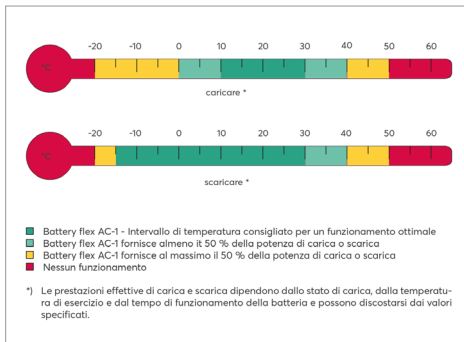 -20 -10 0 10 20 30 40 50 60
°C
caricare *
-20 -10 0 10 20 30 40 50 60
°C
scaricare *
Battery flex AC-1 - Intervallo di temperatura consigliato per un funzionamento ottimale
Battery flex AC-1 fornisce almeno it 50 % della potenza di carica o scarica
Battery flex AC-1 fornisce al massimo il 50 % della potenza di carica o scarica
Nessun funzionamento
*) Le prestazioni effettive di carica e scarica dipendono dallo stato di carica, dalla temperatu-
ra di esercizio e dal tempo di funzionamento della batteria e possono discostarsi dai valori
specificati.